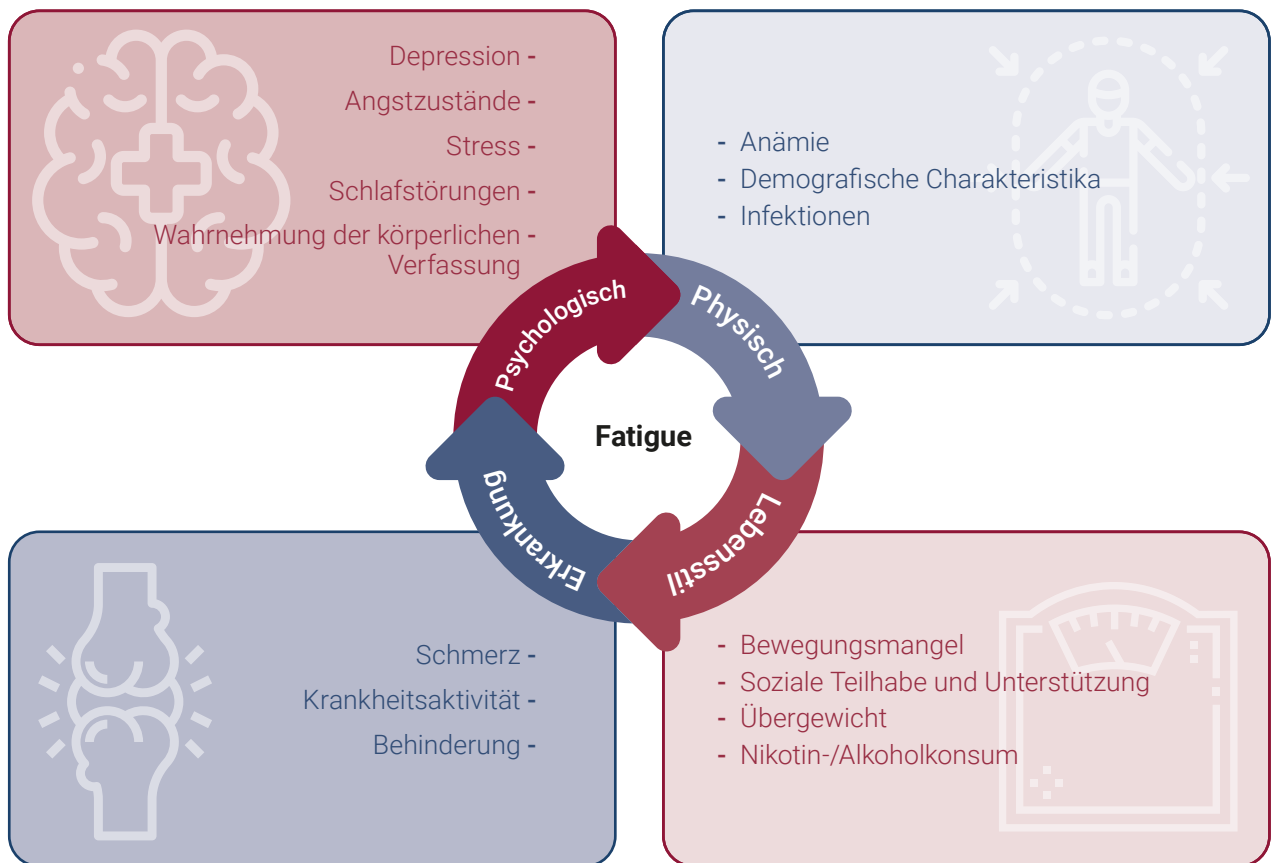 Depression -
Angstzustände -
Stress -
Schlafstörungen -
Wahrnehmung der körperlichen -
Verfassung
- Anämie
- Demografische Charakteristika
- Infektionen
Psychologisch
Physisch
Fatigue
Erkrankung
Lebensstil
Schmerz -
Krankheitsaktivität -
Behinderung -
- Bewegungsmangel
- Soziale Teilhabe und Unterstützung
- Übergewicht
- Nikotin-/Alkoholkonsum